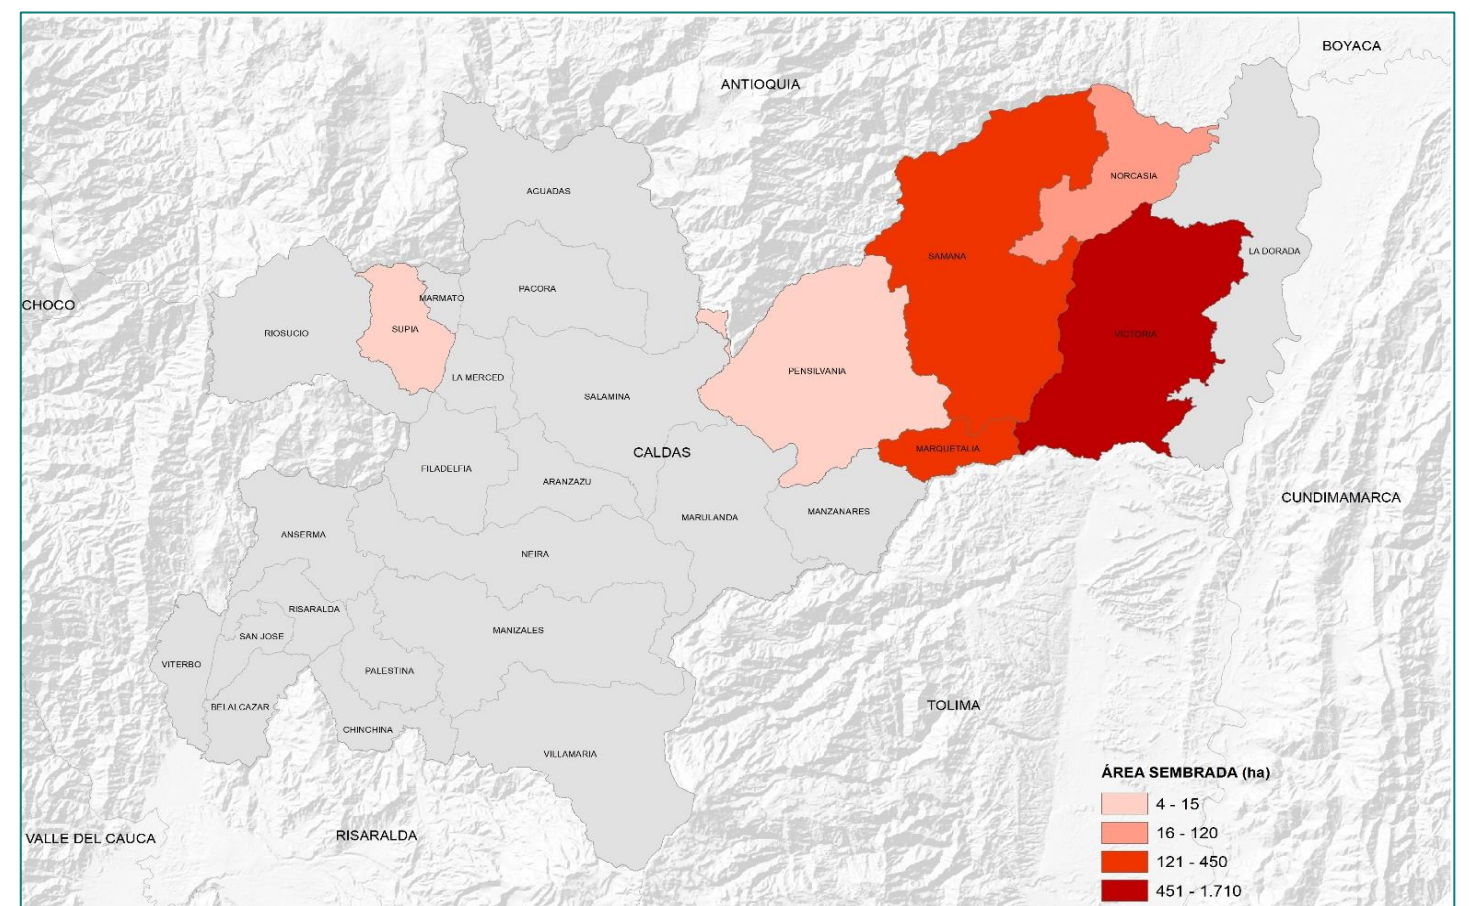 BOYACA
ANTIOQUIA
NORCASIA
AGUADAS
LA DORADA
SAMANA
PACORA
MARMATO
CHOCO
SUPIA
RIOSUCIO
VICTORIA
PENSILVANIA
LA MERCED
SALAMINA
MARQUETALIA
CALDAS
FILADELFIA
ARANZAZU
CUNDIMAMARCA
MANZANARES
MARULANDA
ANSERMA
NEIRA
RISARALDA
MANIZALES
SAN JOSE
VITERBO
PALESTINA
BELALCAZAR
TOLIMA
CHINCHINA
VILLAMARIA
ÁREA SEMBRADA (ha)
4 - 15
16 - 120
121 - 450
451 - 1.710
RISARALDA
VALLE DEL CAUCA